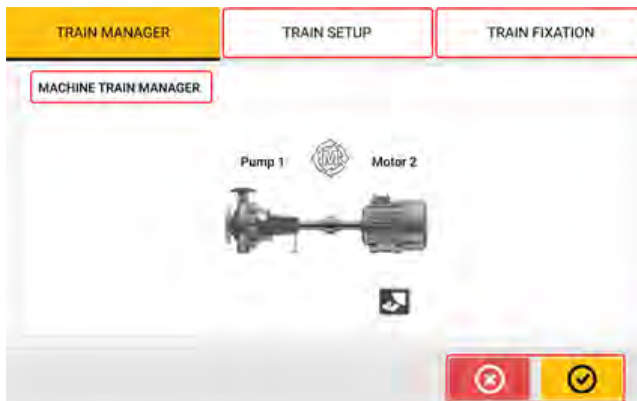 TRAIN MANAGER
TRAIN SETUP
TRAIN FIXATION
MACHINE TRAIN MANAGER
Pump 1
Motor 2